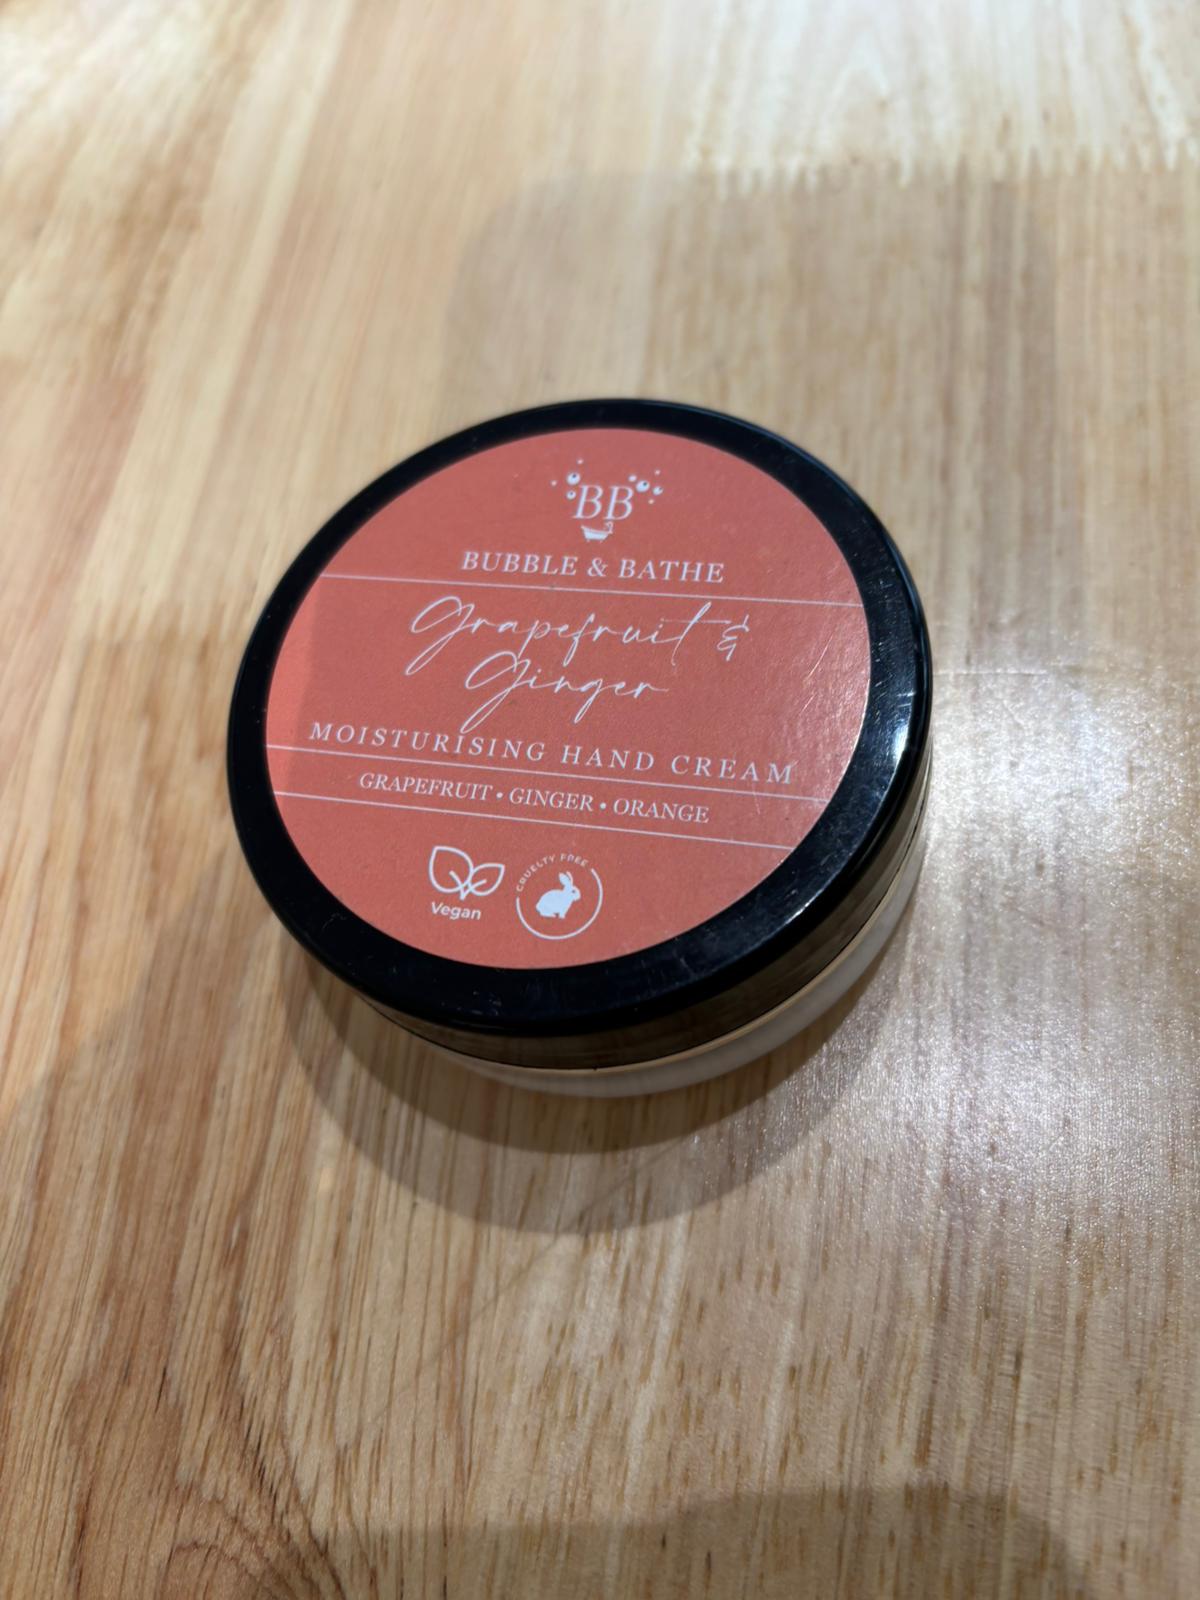 BB
BUBBLE & BATHE
Grapefruit &
Ginger
MOISTURISING HAND CREAM
GRAPEFRUIT • GINGER • ORANGE
Vegan
CRUELTY FREE